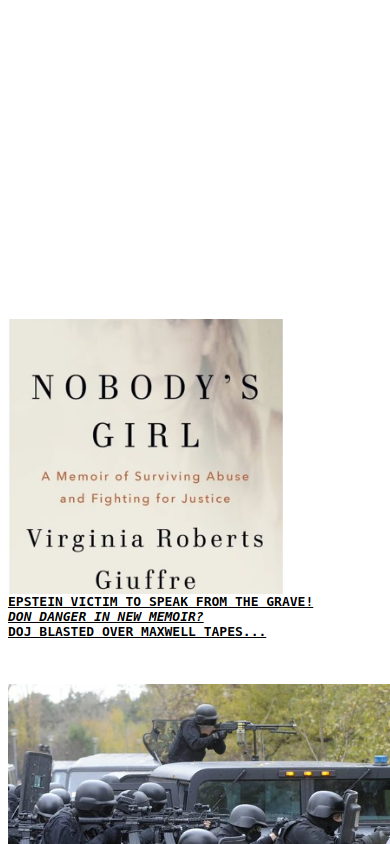 NOBODY'S
GIRL
A Memoir of Surviving Abuse
and Fighting for Justice
Virginia Roberts
Giuffre
EPSTEIN VICTIM TO SPEAK FROM THE GRAVE!
DON DANGER IN NEW MEMOIR?
DOJ BLASTED OVER MAXWELL TAPES...